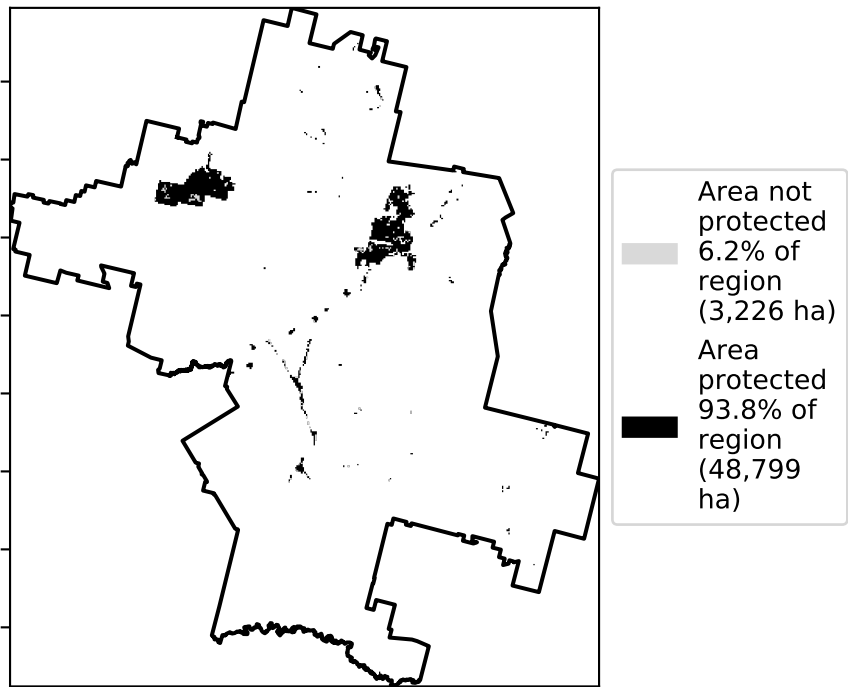 Area not
protected
6.2% of
region
(3,226 ha)
Area
protected
93.8% of
region
(48,799
ha)